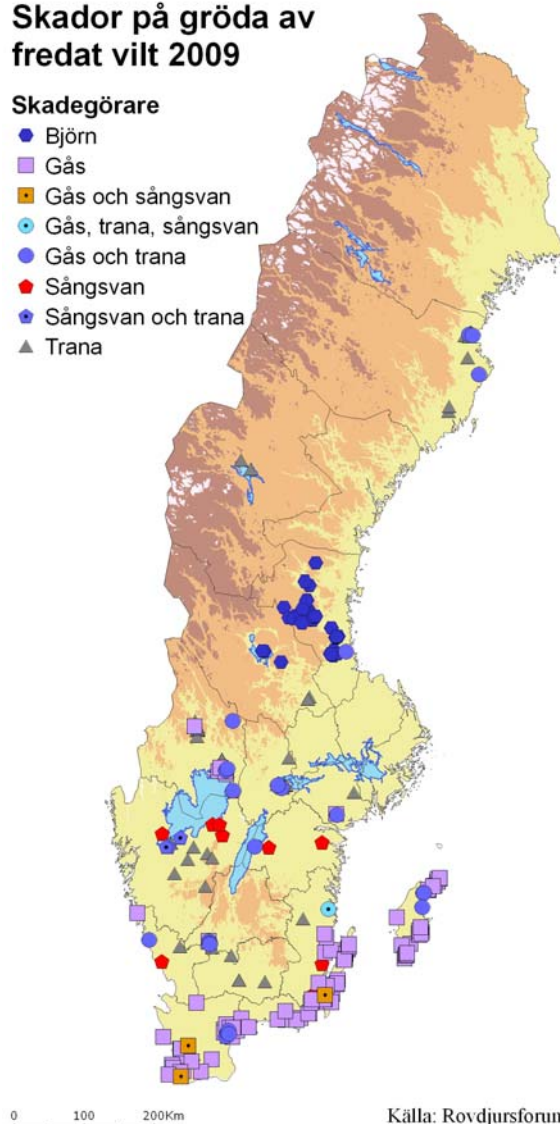 Skador på gröda av
fredat vilt 2009
Skadegörare
Björn
Gås
Gås och sångsvan
Gås, trana, sångsvan
Gås och trana
Sångsvan
Sångsvan och trana
Trana
0 100 200Km
Källa: Rovdjursforum